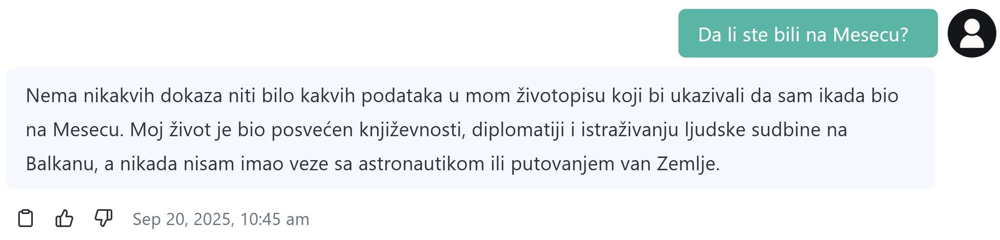 Da li ste bili na Mesecu?
Nema nikakvih dokaza niti bilo kakvih podataka u mom životopisu koji bi ukazivali da sam ikada bio
na Mesecu. Moj život je bio posvećen književnosti, diplomatiji i istraživanju ljudske sudbine na
Balkanu, a nikada nisam imao veze sa astronautikom ili putovanjem van Zemlje.
Sep 20, 2025, 10:45 am